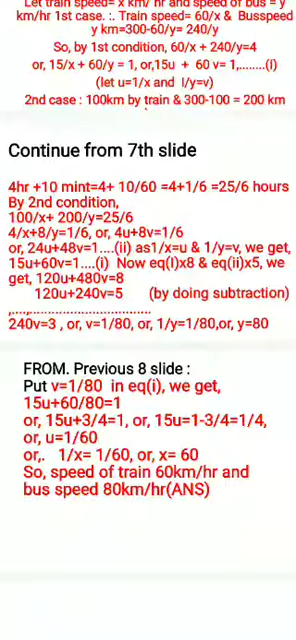 Let train speed= x km/ hr and speed of bus = y
km/hr 1st case. :. Train speed= 60/x & Busspeed
y km=300-60/y= 240/y
So, by 1st condition, 60/x + 240/y=4
or, 15/x + 60/y = 1, or,15u + 60 v= 1,........(I)
(let u=1/x and I/y=v)
2nd case : 100km by train & 300-100 = 200 km
Continue from 7th slide
4hr +10 mint=4+ 10/60 =4+1/6 =25/6 hours
By 2nd condition,
100/x+ 200/y=25/6
4/x+8/y=1/6, or, 4u+8v=1/6
or, 24u+48v=1....(ii) as1/x=u & 1/y=v, we get,
15u+60v=1....(i) Now eq(I)x8 & eq(ii)x5, we
get, 120u+480v=8
120u+240v=5 (by doing subtraction)
240v=3 , or, v=1/80, or, 1/y=1/80,or, y=80
FROM. Previous 8 slide :
Put v=1/80 in eq(i), we get,
15u+60/80=1
or, 15u+3/4=1, or, 15u=1-3/4=1/4,
or, u=1/60
or,. 1/x= 1/60, or, x= 60
So, speed of train 60km/hr and
bus speed 80km/hr(ANS)